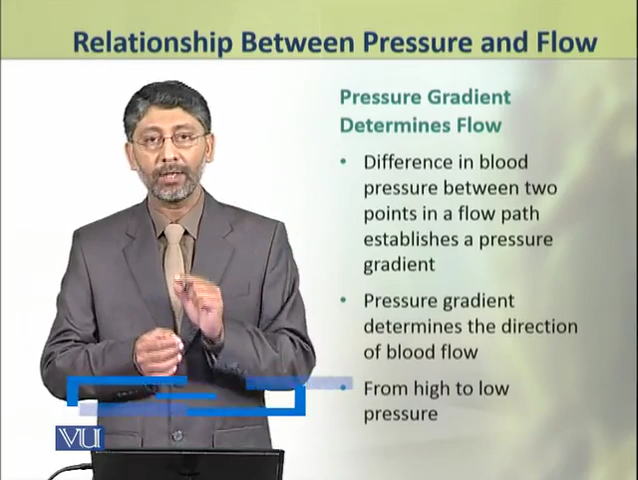 Relationship Between Pressure and Flow
Pressure Gradient
Determines Flow
• Difference in blood
pressure between two
points in a flow path
establishes a pressure
gradient
• Pressure gradient
determines the direction
of blood flow
• From high to low
pressure
VU